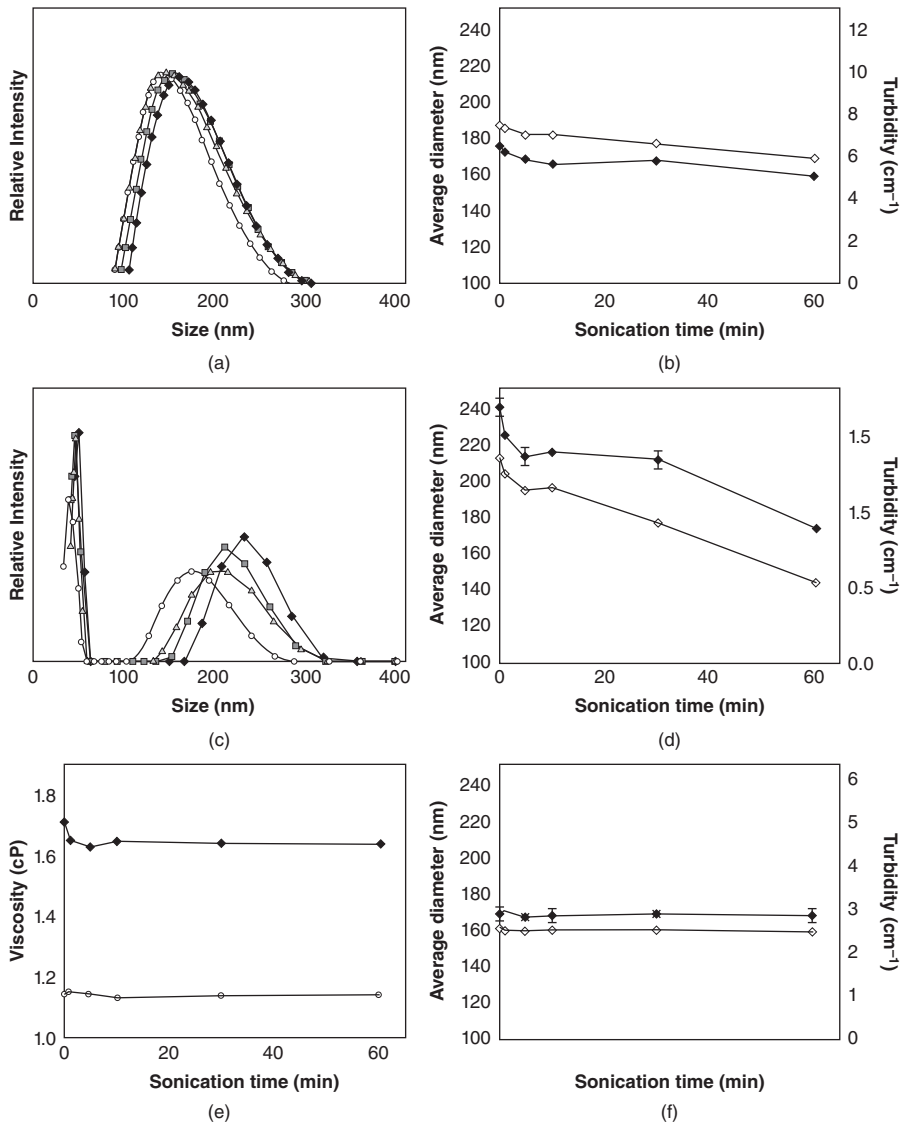 Relative Intensity
0 100 200 300 400
Size (nm)
(a)
Average diameter (nm)
240
220
200
180
160
140
120
100
12
10
8
6
4
2
0
Turbidity (cm–1)
0 20 40 60
Sonication time (min)
(b)
Relative Intensity
0 100 200 300 400
Size (nm)
(c)
Average diameter (nm)
240
220
200
180
160
140
120
100
1.5
1.5
0.5
0.0
Turbidity (cm–1)
0 20 40 60
Sonication time (min)
(d)
Viscosity (cP)
1.8
1.6
1.4
1.2
1.0
0 20 40 60
Sonication time (min)
(e)
Average diameter (nm)
240
220
200
180
160
140
120
100
6
5
4
3
2
1
0
Turbidity (cm–1)
Sonication time (min)
(f)